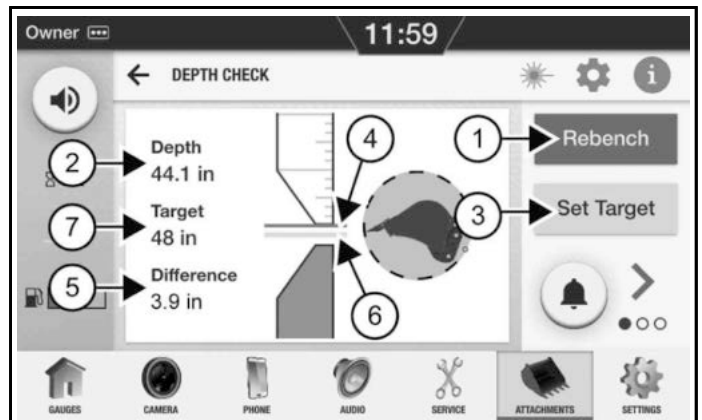 Owner
11:59
DEPTH CHECK
i
1
Rebench
2
Depth
44.1 in
4
7
Target
48 in
3
Set Target
5
Difference
3.9 in
6
GAUGES
CAMERA
PHONE
AUDIO
SERVICE
ATTACHMENTS
SETTINGS